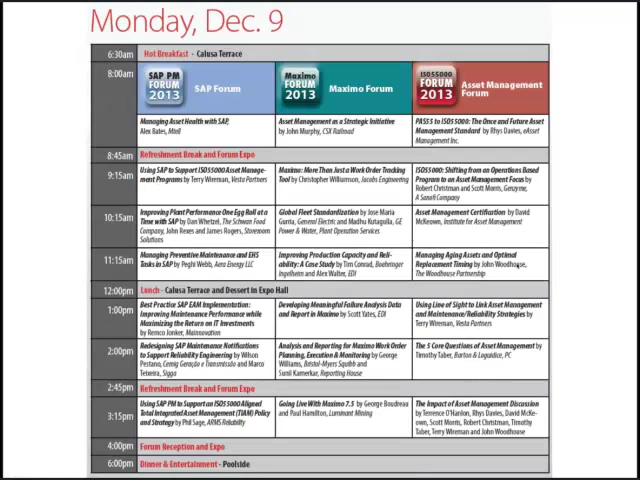 Monday, Dec. 9
6:30am Hot Breakfast - Calusa Terrace
8:00am
SAP PM
FORUM
2013
SAP Forum
Maximo
FORUM
2013
Maximo Forum
ISO55000
FORUM
2013
Asset Management
Forum
Managing Asset Health with SAP,
Alex Bates, Mtell
Asset Management as a Strategic Initiative
by John Murphy, CSX Railroad
PAS55 to ISO55000: The Once and Future Asset
Management Standard by Rhys Davies, eAsset
Management Inc.
8:45am Refreshment Break and Forum Expo
9:15am
Using SAP to Support ISO55000 Asset Manage-
ment Programs by Terry Wireman, Vesta Partners
Maximo: More Than Just a Work Order Tracking
Tool by Christopher Williamson, Jacobs Engineering
ISO55000: Shifting from an Operations Based
Program to an Asset Management Focus by
Robert Christman and Scott Morris, Genzyme,
A Sanofi Company
10:15am
Improving Plant Performance One Egg Roll at a
Time with SAP by Dan Whetzel, The Schwan Food
Company, John Rexes and James Rogers, Storeroom
Solutions
Global Fleet Standardization by Jose Maria
Gurria, General Electric and Madhu Kutagulla, GE
Power & Water, Plant Operation Services
Asset Management Certification by David
McKeown, Institute for Asset Management
11:15am
Managing Preventive Maintenance and EHS
Tasks in SAP by Peghi Webb, Aera Energy LLC
Improving Production Capacity and Reli-
ability: A Case Study by Tim Conrad, Boehringer
Ingelheim and Alex Walter, EDI
Managing Aging Assets and Optimal
Replacement Timing by John Woodhouse,
The Woodhouse Partnership
12:00pm Lunch - Calusa Terrace and Dessert in Expo Hall
1:00pm
Best Practice SAP EAM Implementation:
Improving Maintenance Performance while
Maximizing the Return on IT Investments
by Remco Jonker, Mainnovation
Developing Meaningful Failure Analysis Data
and Report in Maximo by Scott Yates, EDI
Using Line of Sight to Link Asset Management
and Maintenance/Reliability Strategies by
Terry Wireman, Vesta Partners
2:00pm
Redesigning SAP Maintenance Notifications
to Support Reliability Engineering by Wilson
Pestano, Cemig Geração e Transmissão and Marco
Teixeira, Sigga
Analysis and Reporting for Maximo Work Order
Planning, Execution & Monitoring by George
Williams, Bristol-Myers Squibb and
Sunil Kamerkar, Reporting House
The 5 Core Questions of Asset Management by
Timothy Taber, Barton & Loguidice, PC
2:45pm Refreshment Break and Forum Expo
3:15pm
Using SAP PM to Support an ISO55000 Aligned
Total Integrated Asset Management (TIAM) Policy
and Strategy by Phil Sage, ARMS Reliability
Going Live With Maximo 7.5 by George Boudreau
and Paul Hamilton, Luminant Mining
The Impact of Asset Management Discussion
by Terrence O'Hanlon, Rhys Davies, David McKe-
own, Scott Morris, Robert Christman, Timothy
Taber, Terry Wireman and John Woodhouse
4:00pm Forum Reception and Expo
6:00pm Dinner & Entertainment - Poolside